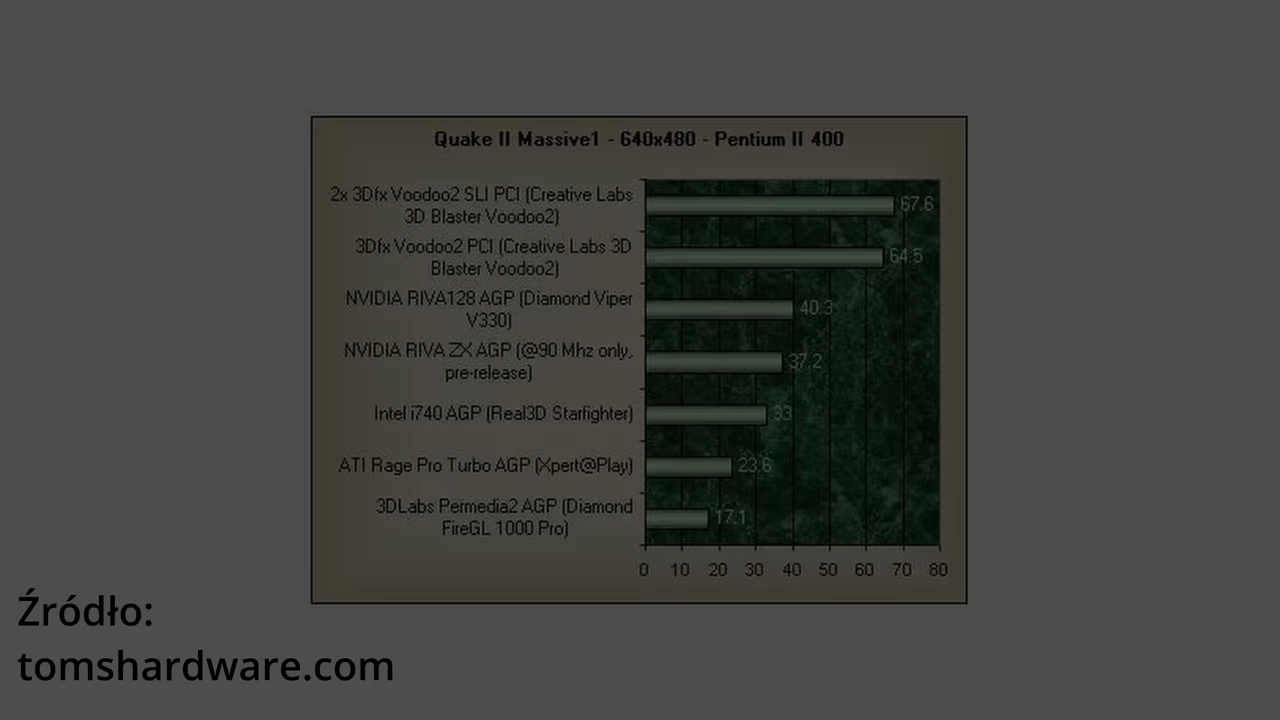 Quake II Massive1 - 640x480 - Pentium II 400
2x 3Dfx Voodoo2 SLI PCI (Creative Labs
3D Blaster Voodoo2)
67.6
3Dfx Voodoo2 PCI (Creative Labs 3D
Blaster Voodoo2)
64.5
NVIDIA RIVA128 AGP (Diamond Viper
V330)
40.3
NVIDIA RIVA ZX AGP (@90 Mhz only,
pre-release)
37.2
Intel i740 AGP (Real3D Starfighter)
33
ATI Rage Pro Turbo AGP (Xpert@Play)
23.6
3DLabs Permedia2 AGP (Diamond
FireGL 1000 Pro)
17.1
0 10 20 30 40 50 60 70 80
Źródło:
tomshardware.com